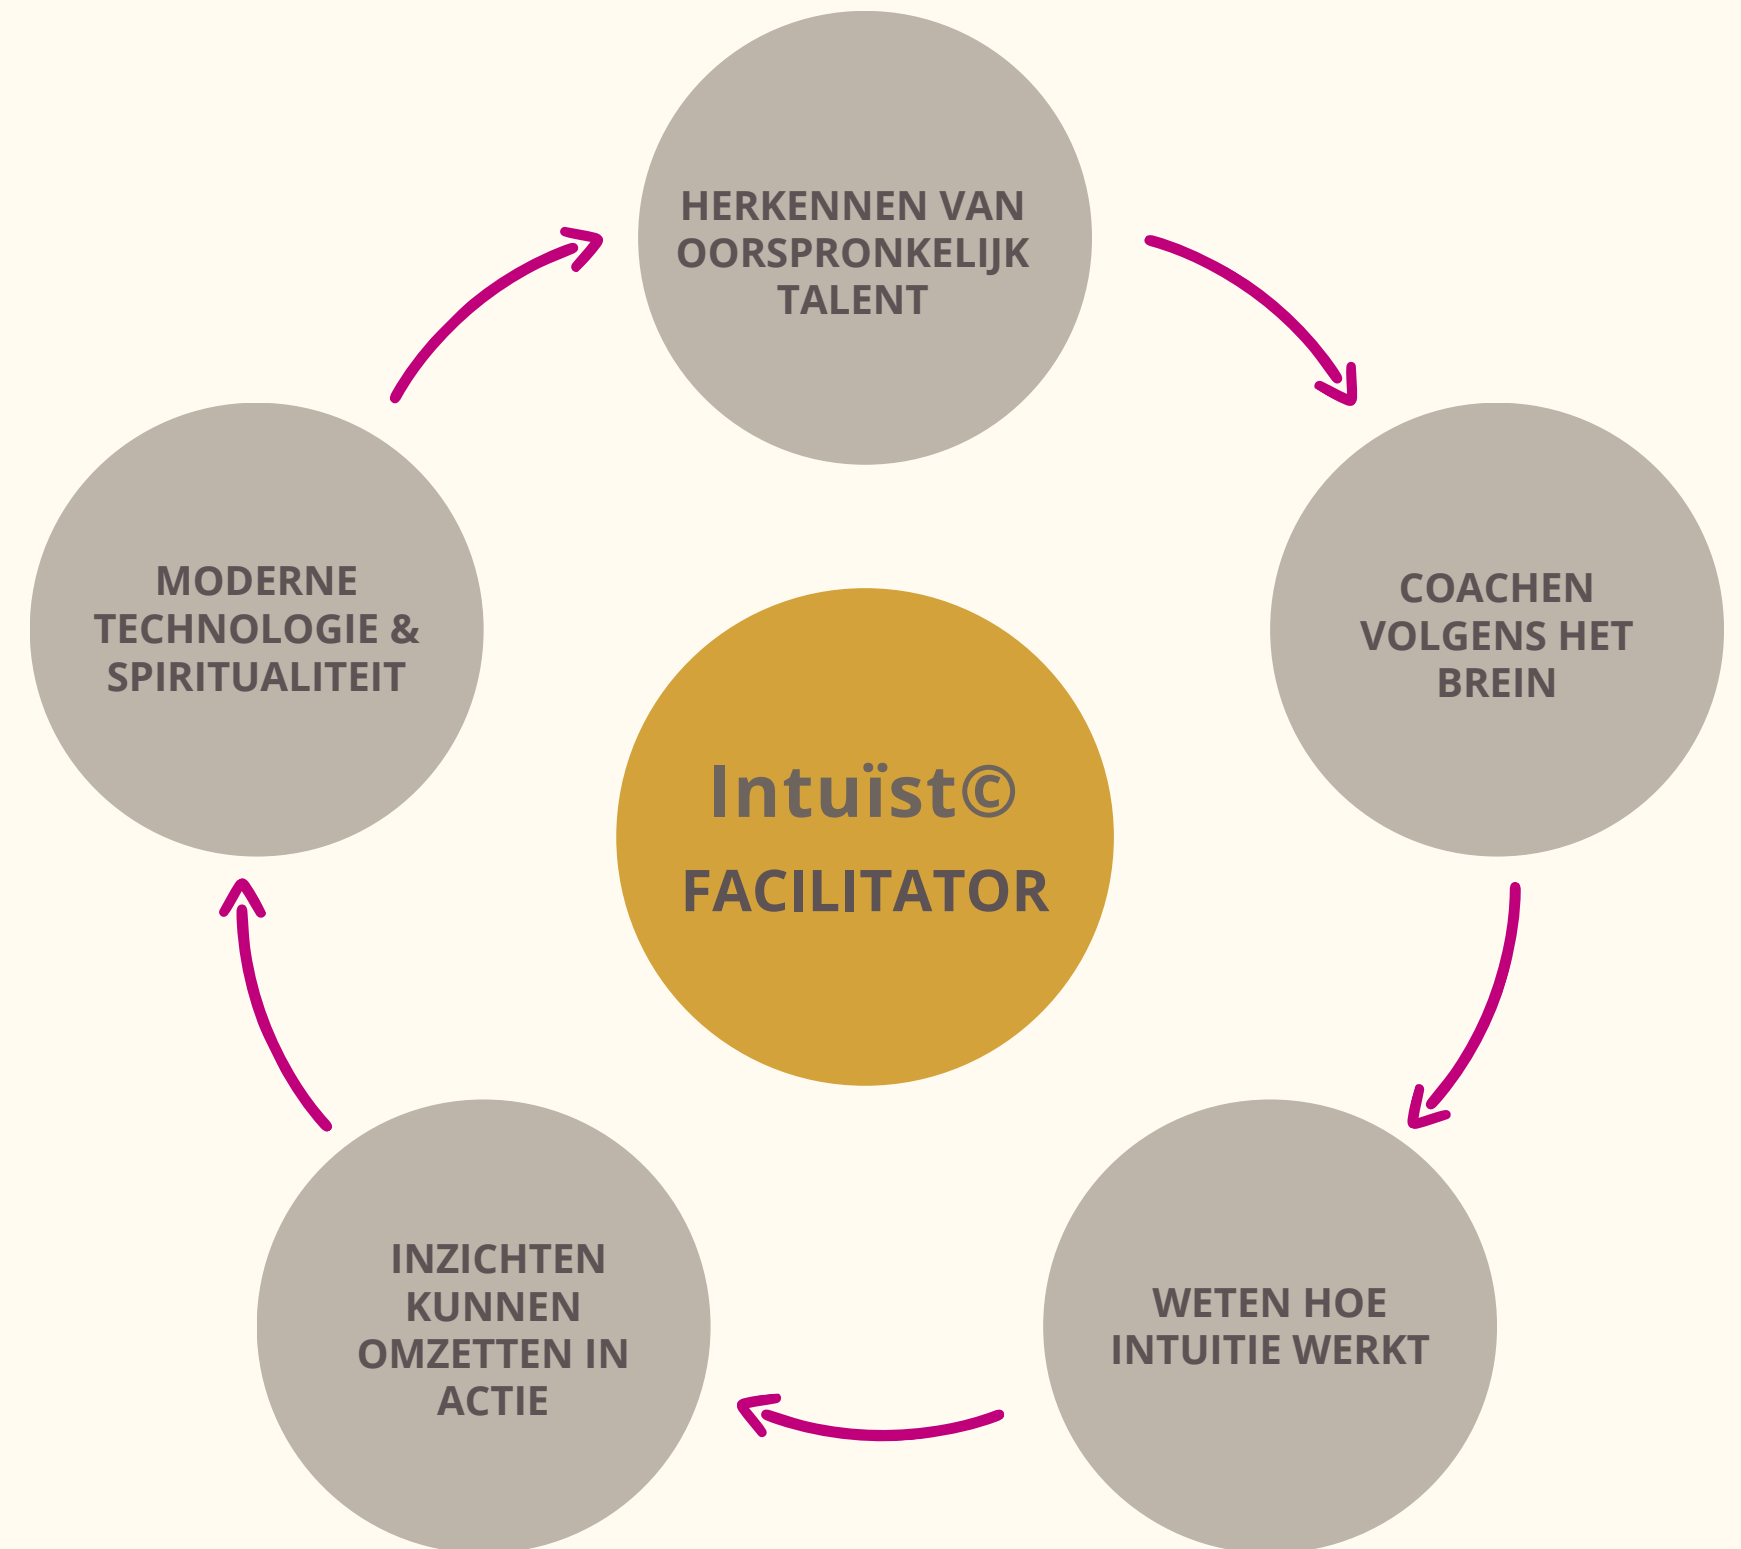 HERKENNEN VAN
OORSPRONKELIJK
TALENT
COACHEN
VOLGENS HET
BREIN
WETEN HOE
INTUITIE WERKT
INZICHTEN
KUNNEN
OMZETTEN IN
ACTIE
MODERNE
TECHNOLOGIE &
SPIRITUALITEIT
Intuïst©
FACILITATOR